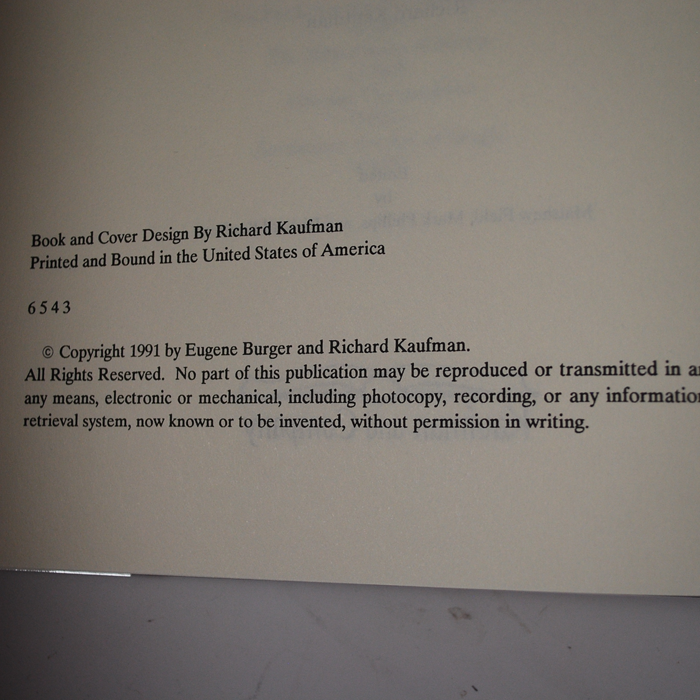 Book and Cover Design By Richard Kaufman
Printed and Bound in the United States of America
6 5 4 3
© Copyright 1991 by Eugene Burger and Richard Kaufman.
All Rights Reserved. No part of this publication may be reproduced or transmitted in
any means, electronic or mechanical, including photocopy, recording, or any
retrieval system, now known or to be invented, without permission in writing.